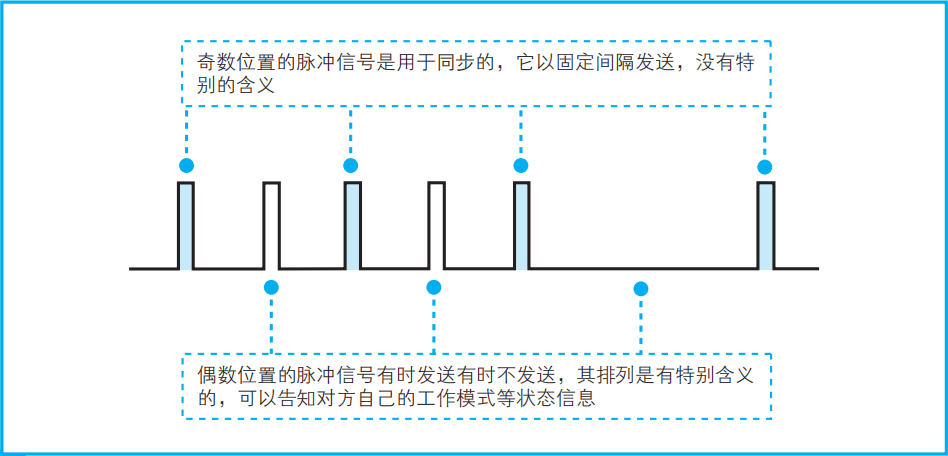 奇数位置的脉冲信号是用于同步的，它以固定间隔发送，没有特
别的含义
偶数位置的脉冲信号有时发送有时不发送，其排列是有特别含义
的，可以告知对方自己的工作模式等状态信息